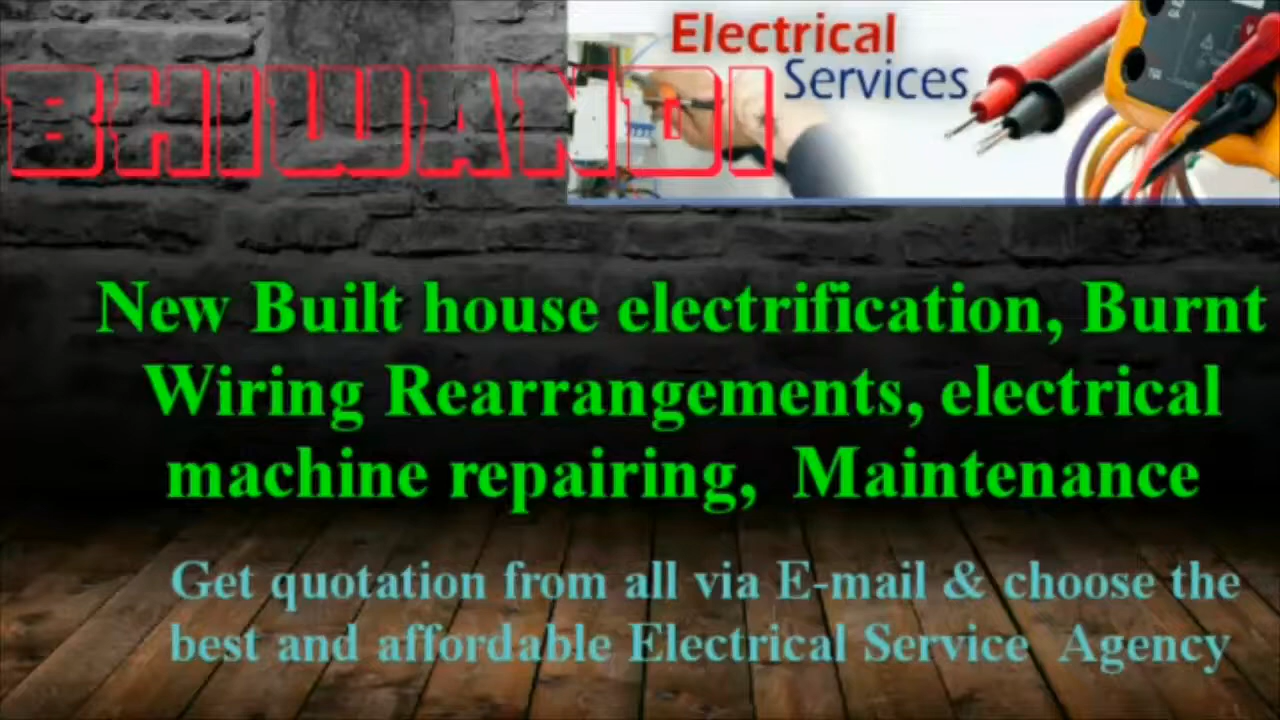 Electrical
Services
BHIWANDI
New Built house electrification, Burnt
Wiring Rearrangements, electrical
machine repairing, Maintenance
Get quotation from all via E-mail & choose the
best and affordable Electrical Service Agency